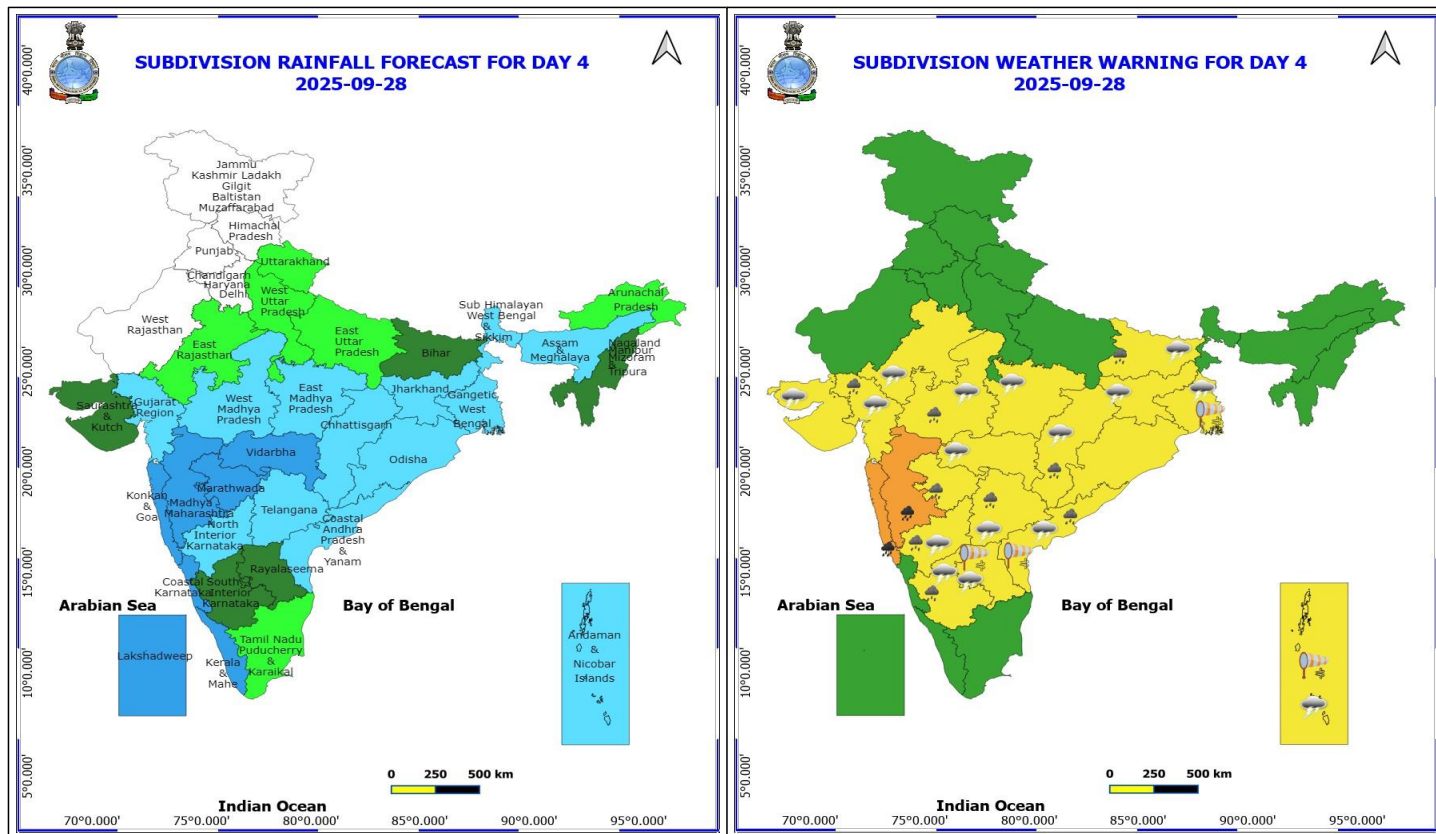 SUBDIVISION RAINFALL FORECAST FOR DAY 4
2025-09-28
40°0.000'
35°0.000'
30°0.000'
25°0.000'
20°0.000'
15°0.000'
10°0.000'
5°0.000'
Jammu
Kashmir Ladakh
Gilgit
Baltistan
Muzaffarabad
Himachal
Pradesh
Punjab
Chandigarh
Haryana
Delhi
Uttarakhand
West
Uttar
Pradesh
West
Rajasthan
East
Rajasthan
East
Uttar
Pradesh
Bihar
Sub Himalayan
West Bengal
&
Sikkim
Arunachal
Pradesh
Assam
&
Meghalaya
Nagaland
Manipur
Mizoram
&
Tripura
Saurashtra
&
Kutch
Gujarat
Region
West
Madhya
Pradesh
East
Madhya
Pradesh
Jharkhand
Gangetic
West
Bengal
Chhattisgarh
Odisha
Vidarbha
Marathwada
Madhya
Maharashtra
Konkan
&
Goa
North
Interior
Karnataka
Telangana
Coastal
Andhra
Pradesh
&
Yanam
Rayalaseema
Coastal
Karnataka
South
Interior
Karnataka
Tamil Nadu
Puducherry
&
Karaikal
Kerala
&
Mahe
Lakshadweep
Andaman
&
Nicobar
Islands
Arabian Sea
Bay of Bengal
Indian Ocean
0 250 500 km
70°0.000' 75°0.000' 80°0.000' 85°0.000' 90°0.000' 95°0.000'
SUBDIVISION WEATHER WARNING FOR DAY 4
2025-09-28
40°0.000'
35°0.000'
30°0.000'
25°0.000'
20°0.000'
15°0.000'
10°0.000'
5°0.000'
Arabian Sea
Bay of Bengal
Indian Ocean
0 250 500 km
70°0.000' 75°0.000' 80°0.000' 85°0.000' 90°0.000' 95°0.000'